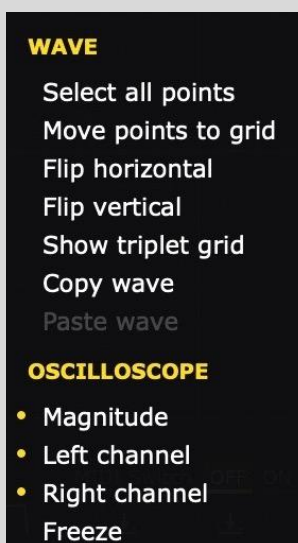 WAVE
Select all points
Move points to grid
Flip horizontal
Flip vertical
Show triplet grid
Copy wave
Paste wave
OSCILLOSCOPE
• Magnitude
• Left channel
• Right channel
Freeze